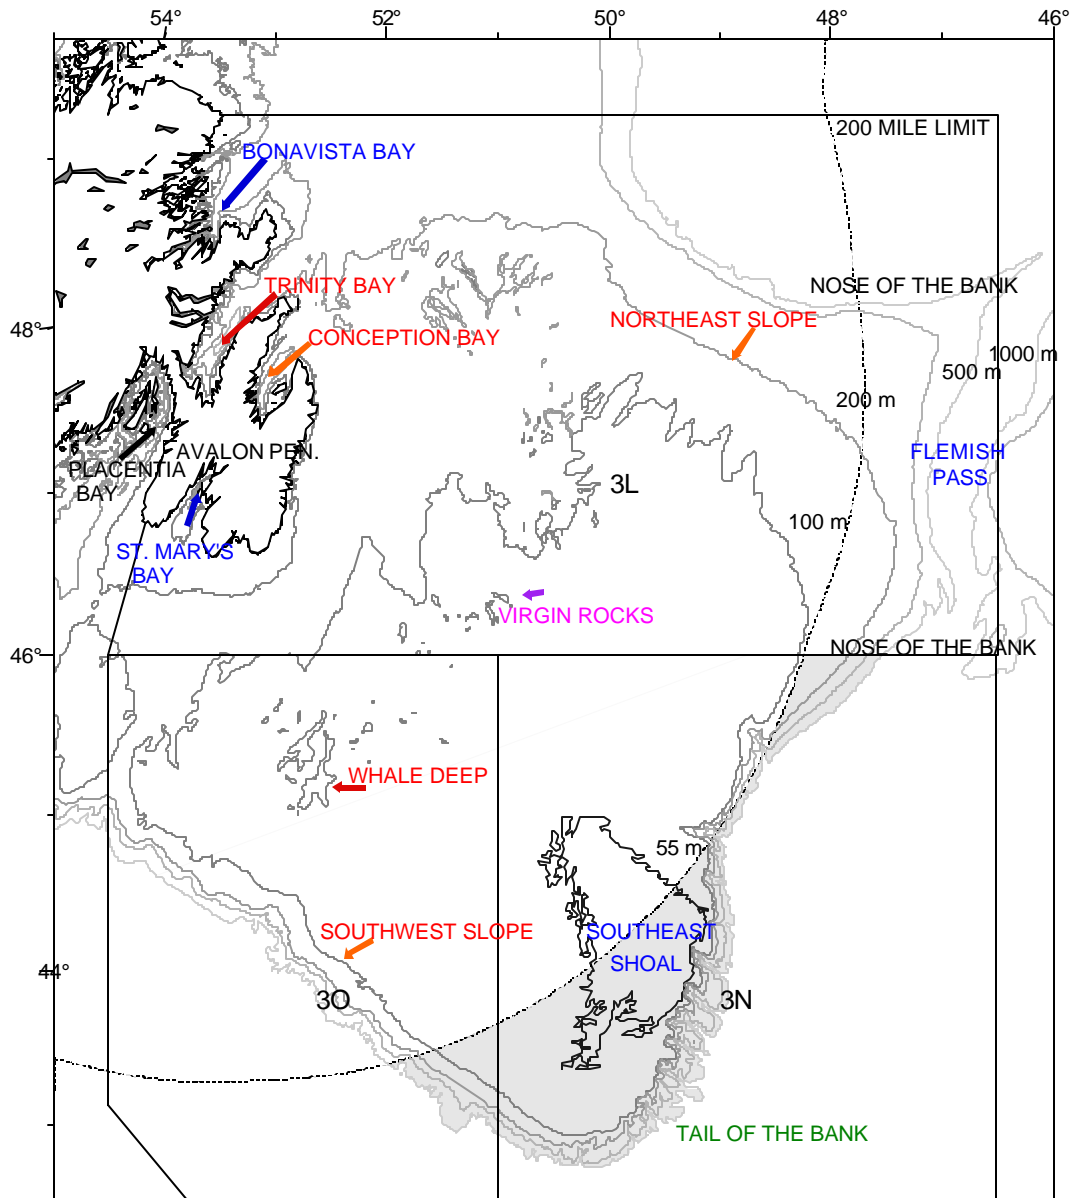 54°
52°
50°
48°
46°
200 MILE LIMIT
BONAVISTA BAY
TRINITY BAY
NOSE OF THE BANK
48°
CONCEPTION BAY
NORTHEAST SLOPE
1000 m
500 m
200 m
AVALON PEN.
PLACENTIA
BAY
FLEMISH
PASS
3L
100 m
ST. MARY'S
BAY
VIRGIN ROCKS
46°
NOSE OF THE BANK
WHALE DEEP
55 m
SOUTHWEST SLOPE
SOUTHEAST
SHOAL
44°
3O
3N
TAIL OF THE BANK